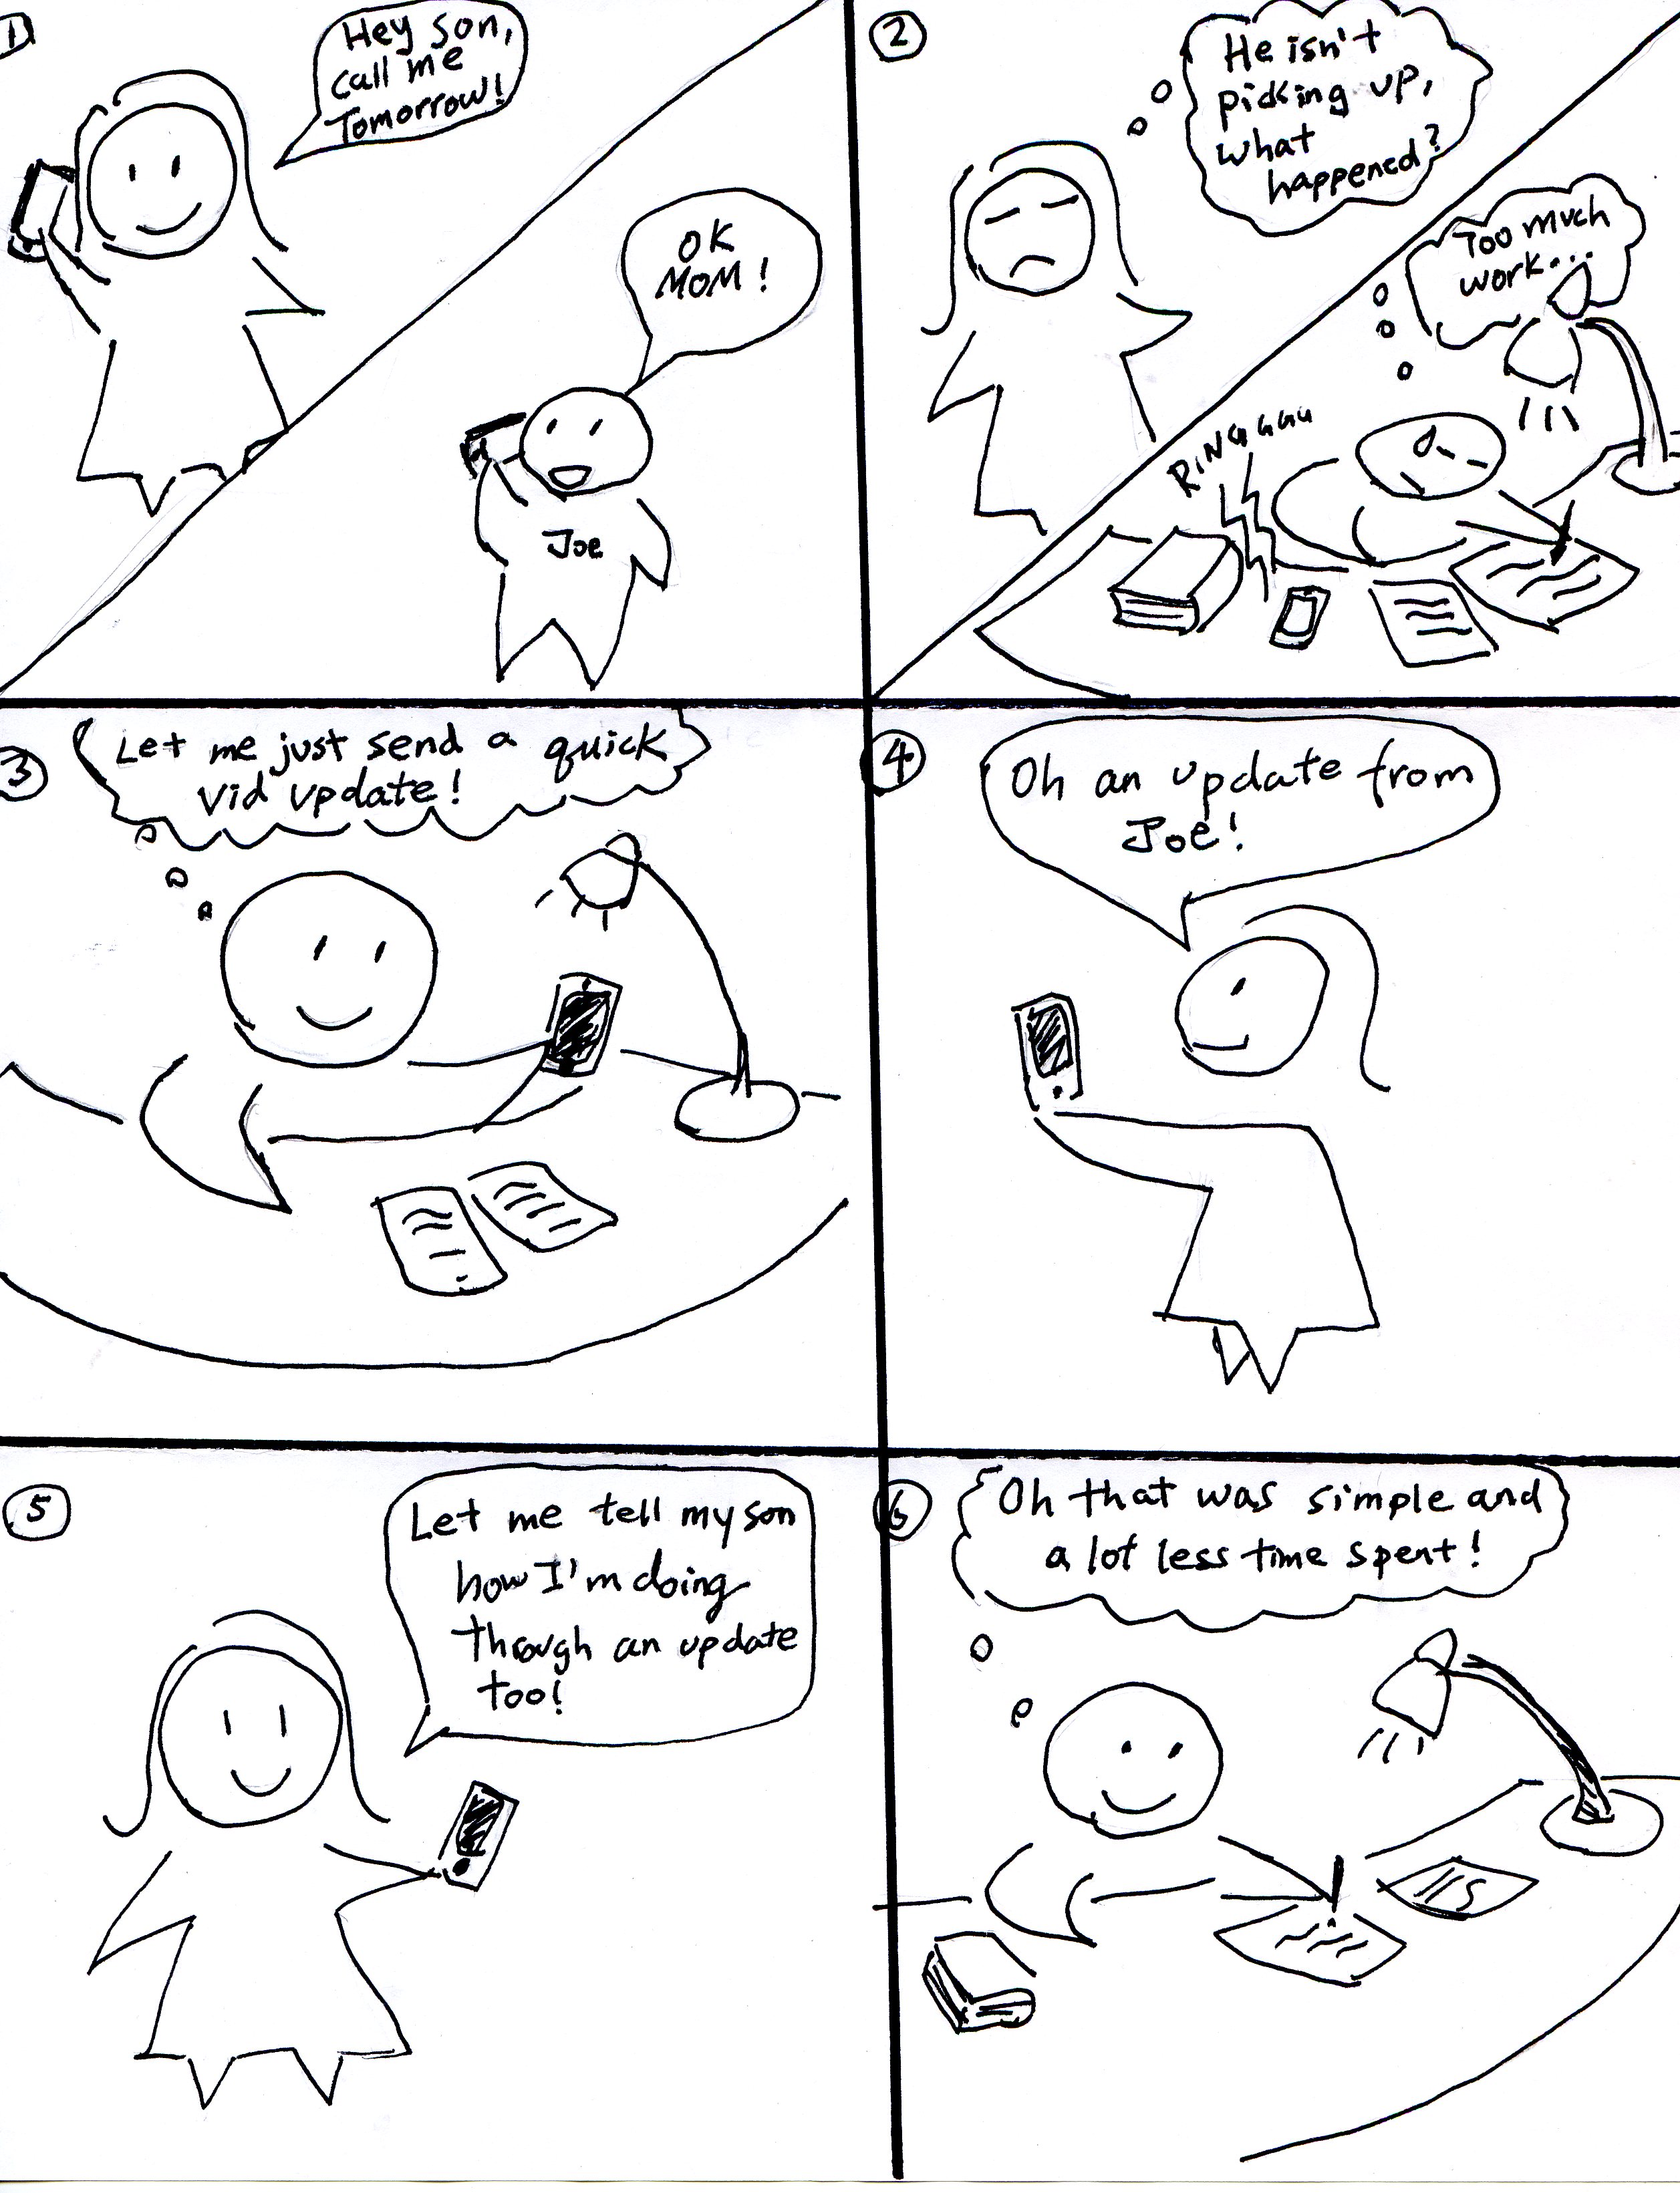 1
Hey son,
call me
Tomorrow!
OK
MOM!
Joe
2
He isn't
picking up,
what
happened?
Too much
work...
RINGGGGG
3
Let me just send a quick
vid update!
4
Oh an update from
Joe!
5
Let me tell my son
how I'm doing
through an update
too!
6
Oh that was simple and
a lot less time spent!